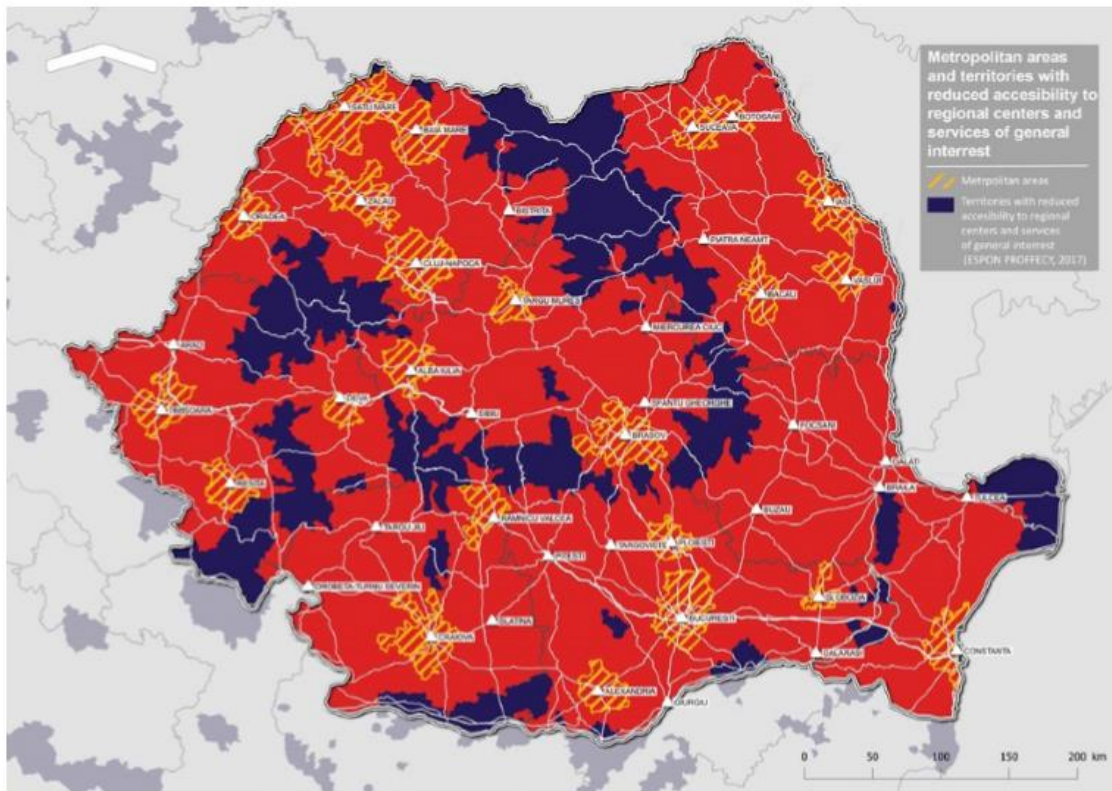 Metropolitan areas
and territories with
reduced accesibility to
regional centers and
services of general
interrest
Metrpolitan areas
Territories with reduced
accesibility to regional
centers and services
of general interrest
(ESPON PROFFECY, 2017)
SATU MARE
BAIA MARE
BOTOSANI
SUCEAVA
ZALAU
ORADEA
BISTRITA
IASI
PIATRA NEAMT
CLUJ-NAPOCA
VASLUI
BACAU
TARGU MURES
MIERCUREA CIUC
ARAD
ALBA IULIA
DEVA
TIMISOARA
SIBIU
SFANTU GHEORGHE
FOCSANI
BRASOV
GALATI
RESITA
BRAILA
TULCEA
RAMNICU VALCEA
BUZAU
TARGU JIU
TARGOVISTE
PLOIESTI
PITESTI
DROBETA-TURNU SEVERIN
SLOBOZIA
SLATINA
BUCURESTI
CRAIOVA
CALARASI
CONSTANTA
ALEXANDRIA
GIURGIU
0 50 100 150 200 km